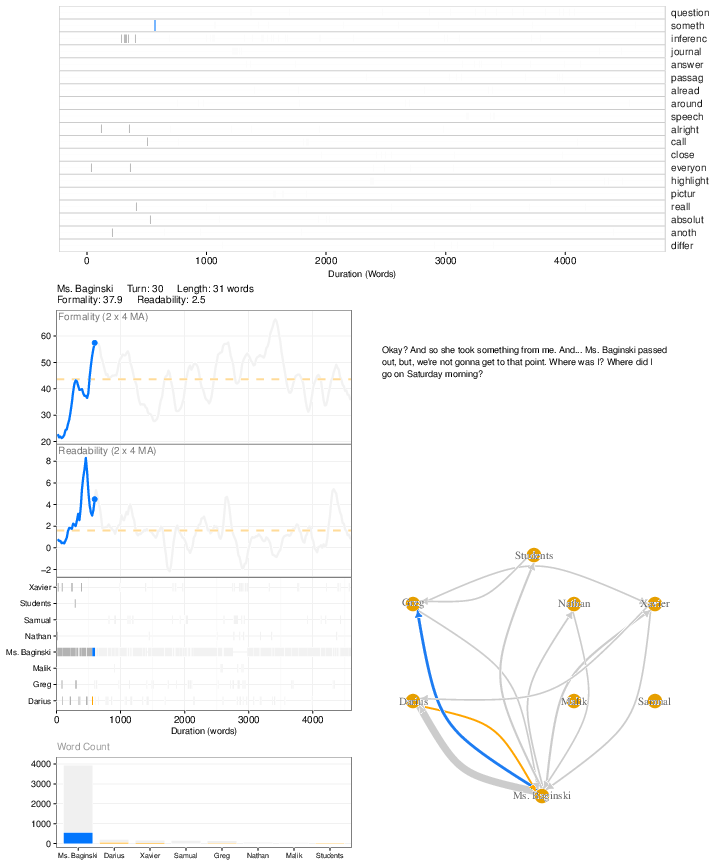 question
someth
inferenc
journal
answer
passag
alread
around
speech
alright
call
close
everyon
highlight
pictur
reall
absolut
anoth
differ
0 1000 2000 3000 4000
Duration (Words)
Ms. Baginski Turn: 30 Length: 31 words
Formality: 37.9 Readability: 2.5
Formality (2 x 4 MA)
60
50
40
30
20
Okay? And so she took something from me. And... Ms. Baginski passed
out, but, we're not gonna get to that point. Where was I? Where did I
go on Saturday morning?
Readability (2 x 4 MA)
8
6
4
2
0
−2
Xavier
Students
Samual
Nathan
Ms. Baginski
Malik
Greg
Darius
0 1000 2000 3000 4000
Duration (words)
Students
Greg
Nathan
Xavier
Darius
Malik
Samual
Ms. Baginski
Word Count
4000
3000
2000
1000
0
Ms. Baginski Darius Xavier Samual Greg Nathan Malik Students